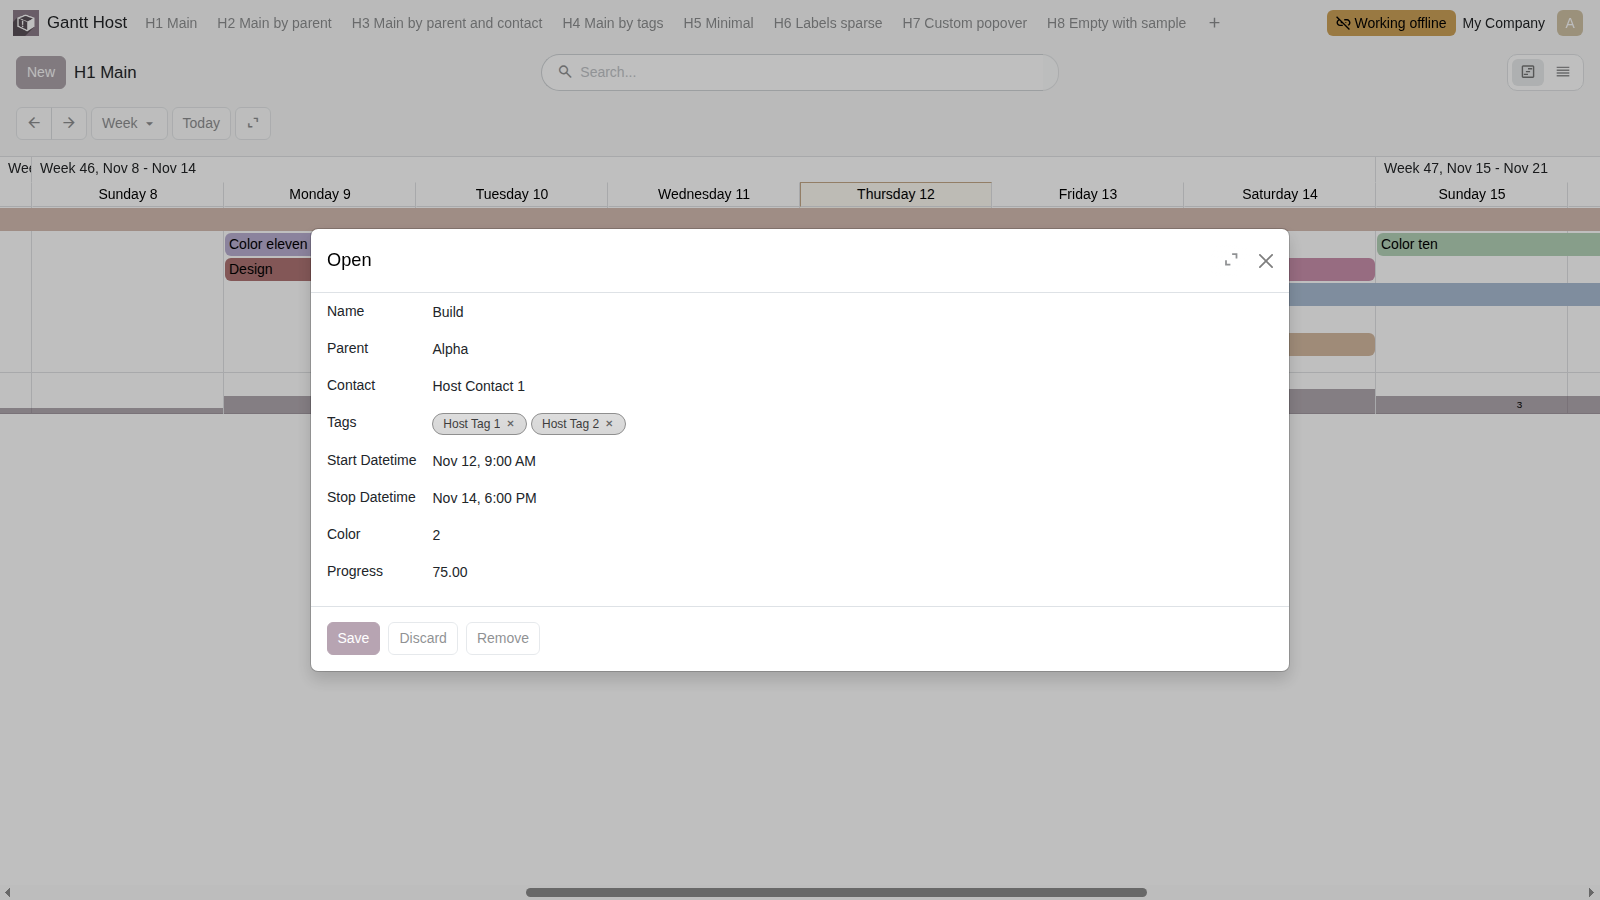 Gantt Host H1 Main H2 Main by parent H3 Main by parent and contact H4 Main by tags H5 Minimal H6 Labels sparse H7 Custom popover H8 Empty with sample + Working offline My Company A
New H1 Main Search...
Week Today
Week 46, Nov 8 - Nov 14 Week 47, Nov 15 - Nov 21
Sunday 8 Monday 9 Tuesday 10 Wednesday 11 Thursday 12 Friday 13 Saturday 14 Sunday 15
Color eleven Color ten
Design
3
Open
Name Build
Parent Alpha
Contact Host Contact 1
Tags Host Tag 1 × Host Tag 2 ×
Start Datetime Nov 12, 9:00 AM
Stop Datetime Nov 14, 6:00 PM
Color 2
Progress 75.00
Save Discard Remove